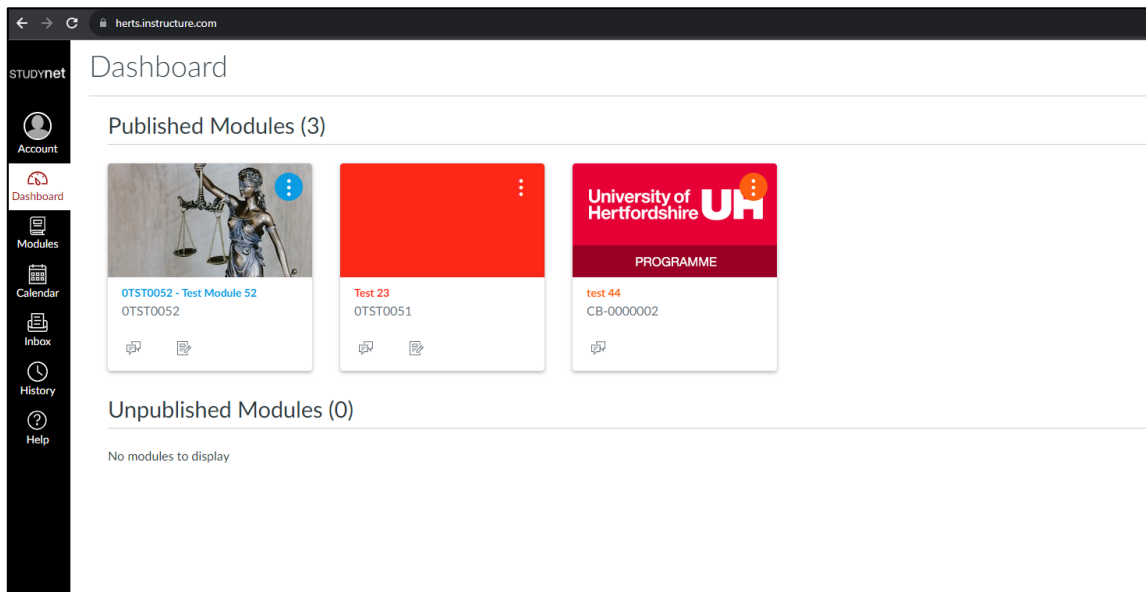 herts.instructure.com
STUDYnet
Account
Dashboard
Modules
Calendar
Inbox
History
Help
Dashboard
Published Modules (3)
0TST0052 - Test Module 52
0TST0052
Test 23
0TST0051
University of
Hertfordshire UH
PROGRAMME
test 44
CB-0000002
Unpublished Modules (0)
No modules to display